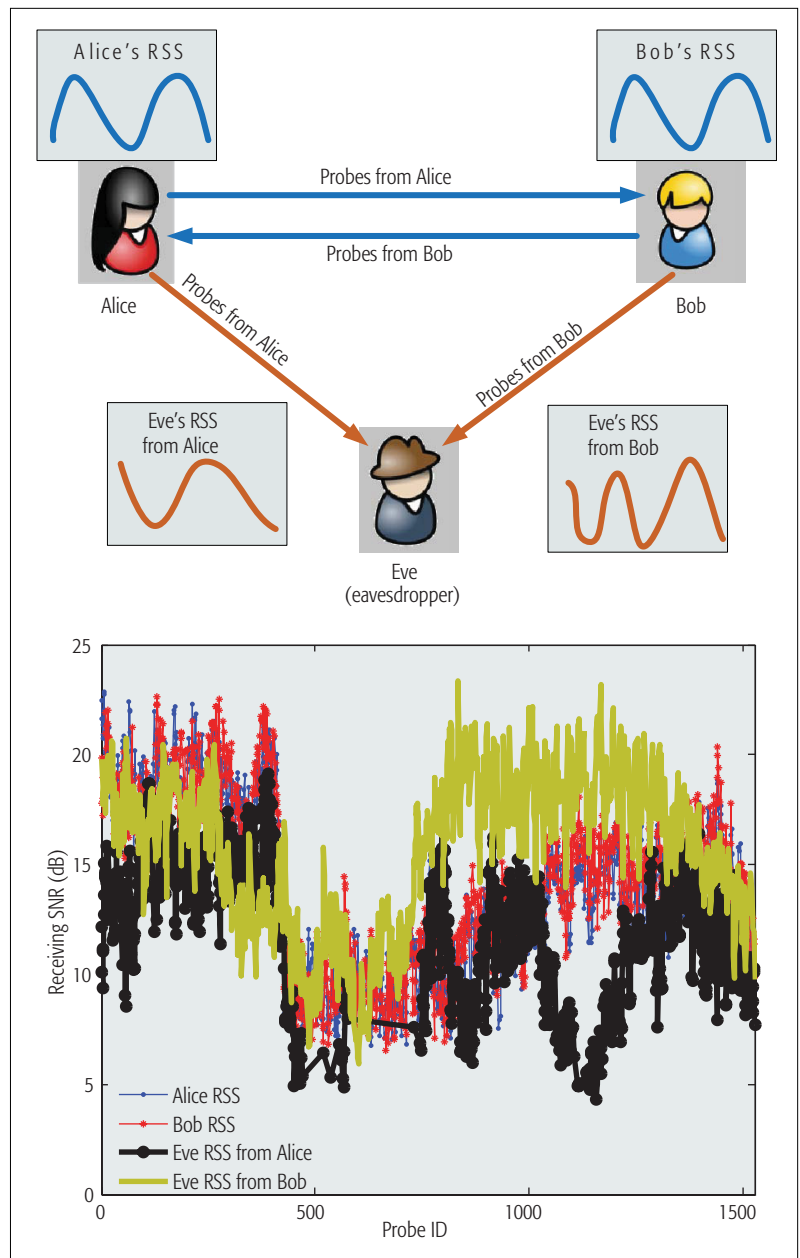 Alice's RSS
Bob's RSS
Probes from Alice
Probes from Bob
Alice
Bob
Probes from Alice
Probes from Bob
Eve's RSS
from Alice
Eve's RSS
from Bob
Eve
(eavesdropper)
25
20
15
10
5
0
Receiving SNR (dB)
Alice RSS
Bob RSS
Eve RSS from Alice
Eve RSS from Bob
0
500
1000
1500
Probe ID